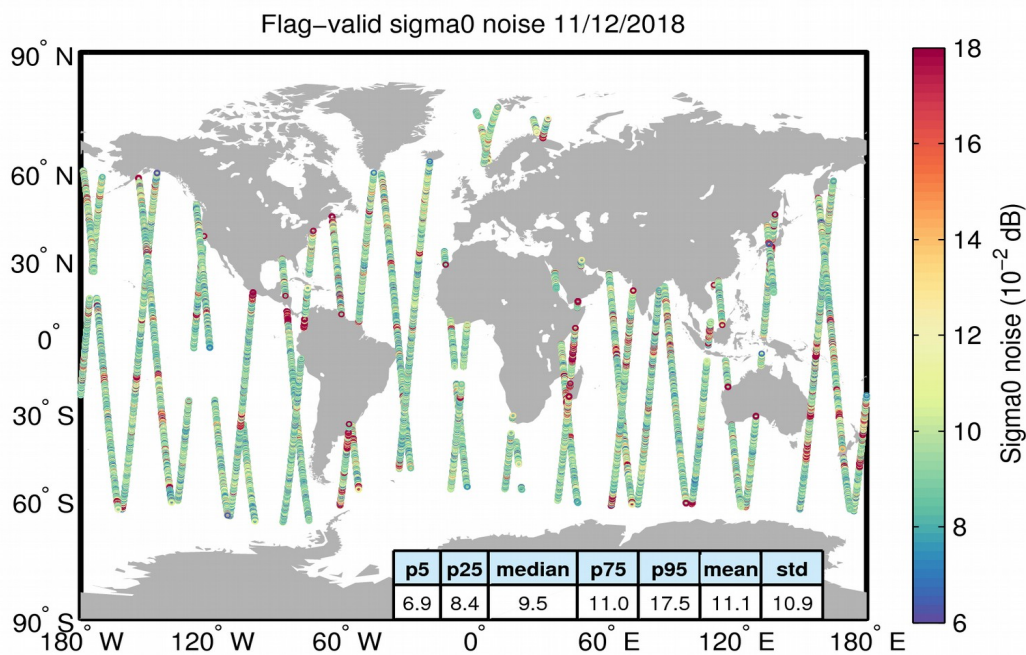 Flag-valid sigma0 noise 11/12/2018
90° N
60° N
30° N
0°
30° S
60° S
90° S
180° W
120° W
60° W
0°
60° E
120° E
180° E
p5 p25 median p75 p95 mean std
6.9 8.4 9.5 11.0 17.5 11.1 10.9
18
16
14
12
10
8
6
Sigma0 noise (10⁻² dB)